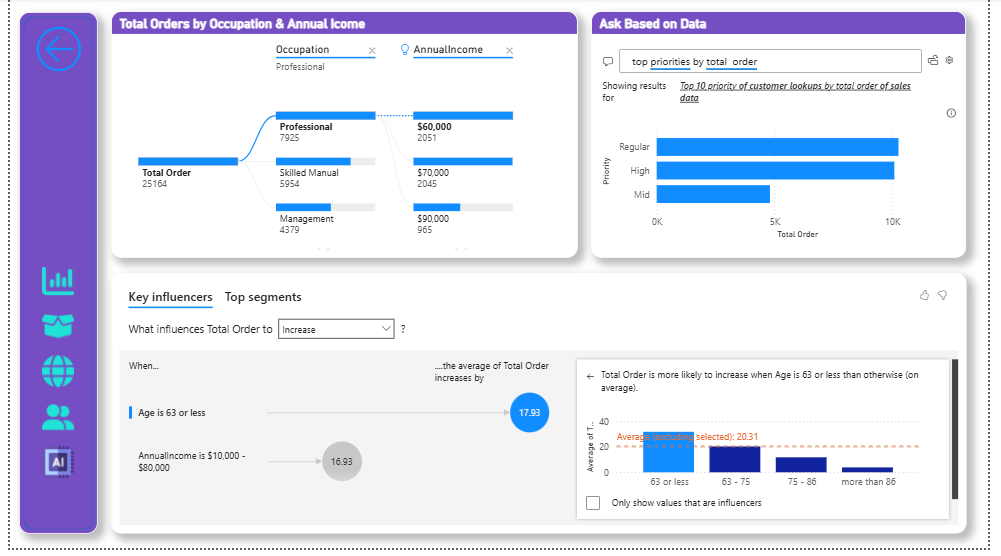 Total Orders by Occupation & Annual Icome
Occupation
AnnualIncome
Professional
Professional
7925
$60,000
2051
Total Order
25164
Skilled Manual
5954
$70,000
2045
Management
4379
$90,000
965
Ask Based on Data
top priorities by total order
Showing results for
Top 10 priority of customer lookups by total order of sales
data
Priority
Regular
High
Mid
0K
5K
10K
Total Order
Key influencers
Top segments
What influences Total Order to
Increase
?
When...
....the average of Total Order
increases by
Age is 63 or less
17.93
AnnualIncome is $10,000 -
$80,000
16.93
Total Order is more likely to increase when Age is 63 or less than otherwise (on
average).
Average of T...
40
20
0
Average (excluding selected): 20.31
63 or less
63 - 75
75 - 86
more than 86
Only show values that are influencers
AI